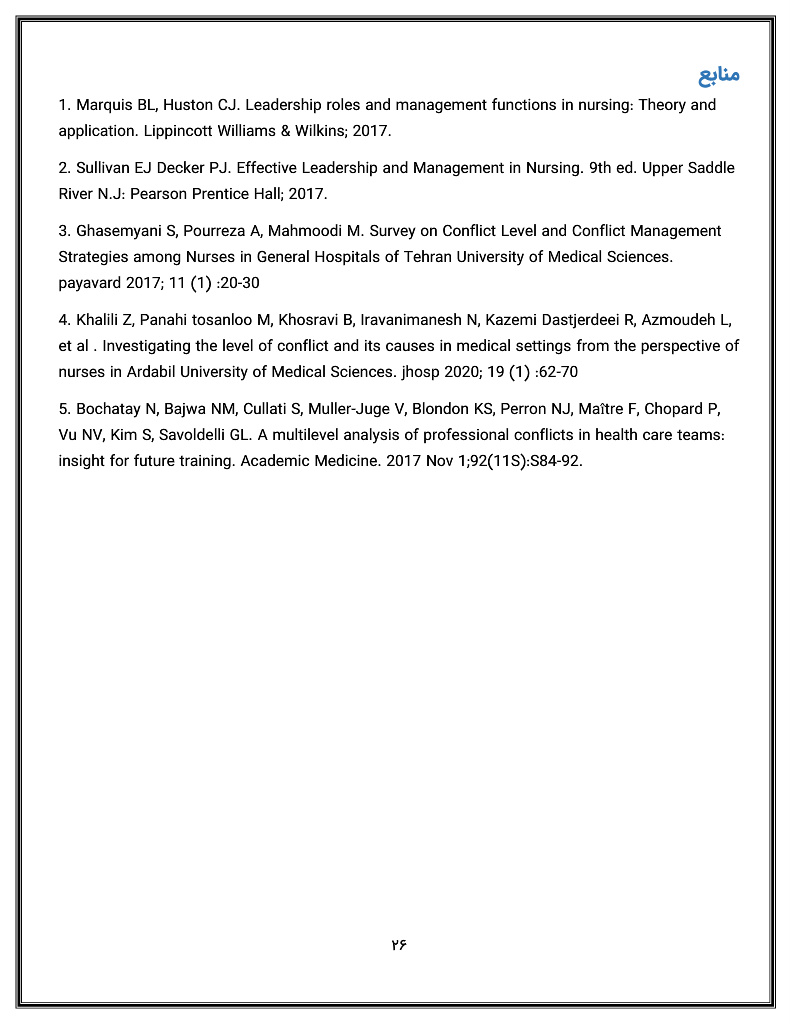 منابع
1. Marquis BL, Huston CJ. Leadership roles and management functions in nursing: Theory and
application. Lippincott Williams & Wilkins; 2017.
2. Sullivan EJ Decker PJ. Effective Leadership and Management in Nursing. 9th ed. Upper Saddle
River N.J: Pearson Prentice Hall; 2017.
3. Ghasemyani S, Pourreza A, Mahmoodi M. Survey on Conflict Level and Conflict Management
Strategies among Nurses in General Hospitals of Tehran University of Medical Sciences.
payavard 2017; 11 (1) :20-30
4. Khalili Z, Panahi tosanloo M, Khosravi B, Iravanimanesh N, Kazemi Dastjerdeei R, Azmoudeh L,
et al . Investigating the level of conflict and its causes in medical settings from the perspective of
nurses in Ardabil University of Medical Sciences. jhosp 2020; 19 (1) :62-70
5. Bochatay N, Bajwa NM, Cullati S, Muller-Juge V, Blondon KS, Perron NJ, Maître F, Chopard P,
Vu NV, Kim S, Savoldelli GL. A multilevel analysis of professional conflicts in health care teams:
insight for future training. Academic Medicine. 2017 Nov 1;92(11S):S84-92.
۲۶